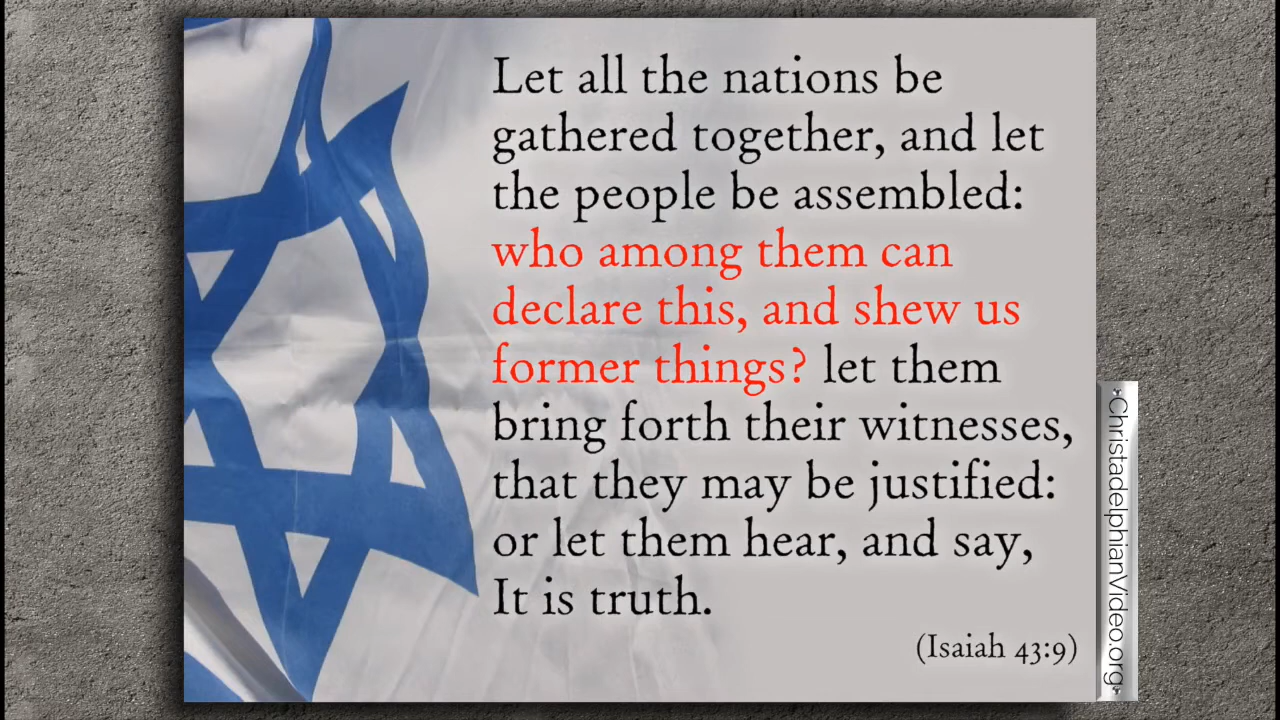 Let all the nations be
gathered together, and let
the people be assembled:
who among them can
declare this, and shew us
former things? let them
bring forth their witnesses,
that they may be justified:
or let them hear, and say,
It is truth.
(Isaiah 43:9)
ChristadelphianVideo.org